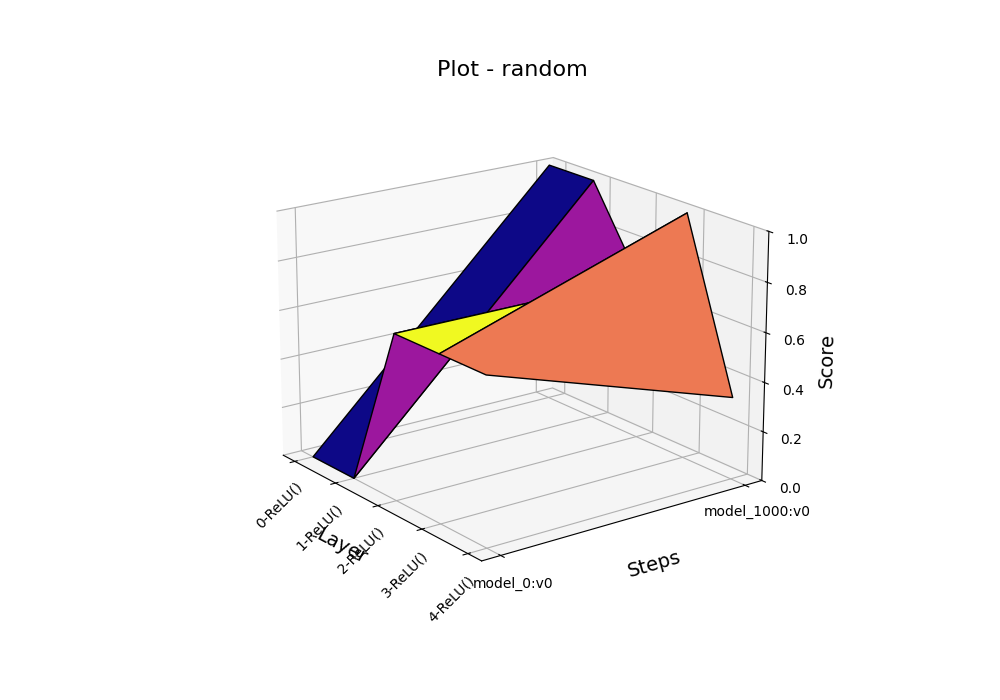 Plot - random
1.0
0.8
0.6
0.4
0.2
0.0
Score
0-ReLU()
1-ReLU()
2-ReLU()
3-ReLU()
4-ReLU()
Layer
model_0:v0
model_1000:v0
Steps